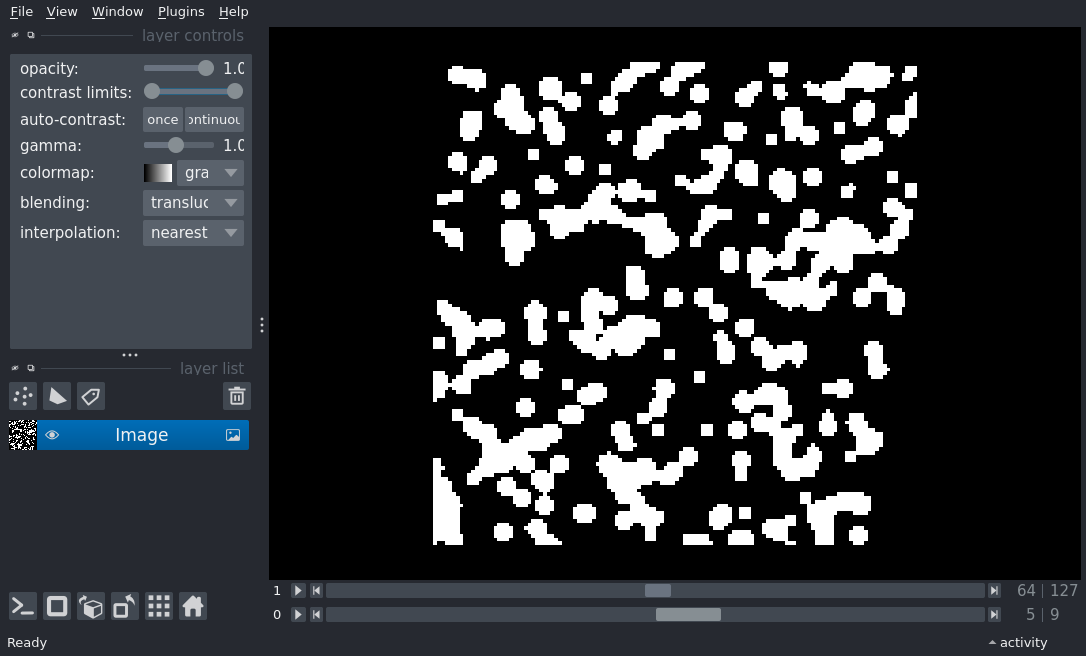 File View Window Plugins Help
layer controls
opacity: 1.0
contrast limits:
auto-contrast: once ontinuou
gamma: 1.0
colormap: gra
blending: transluc
interpolation: nearest
layer list
Image
1 64 | 127
0 5 | 9
Ready activity